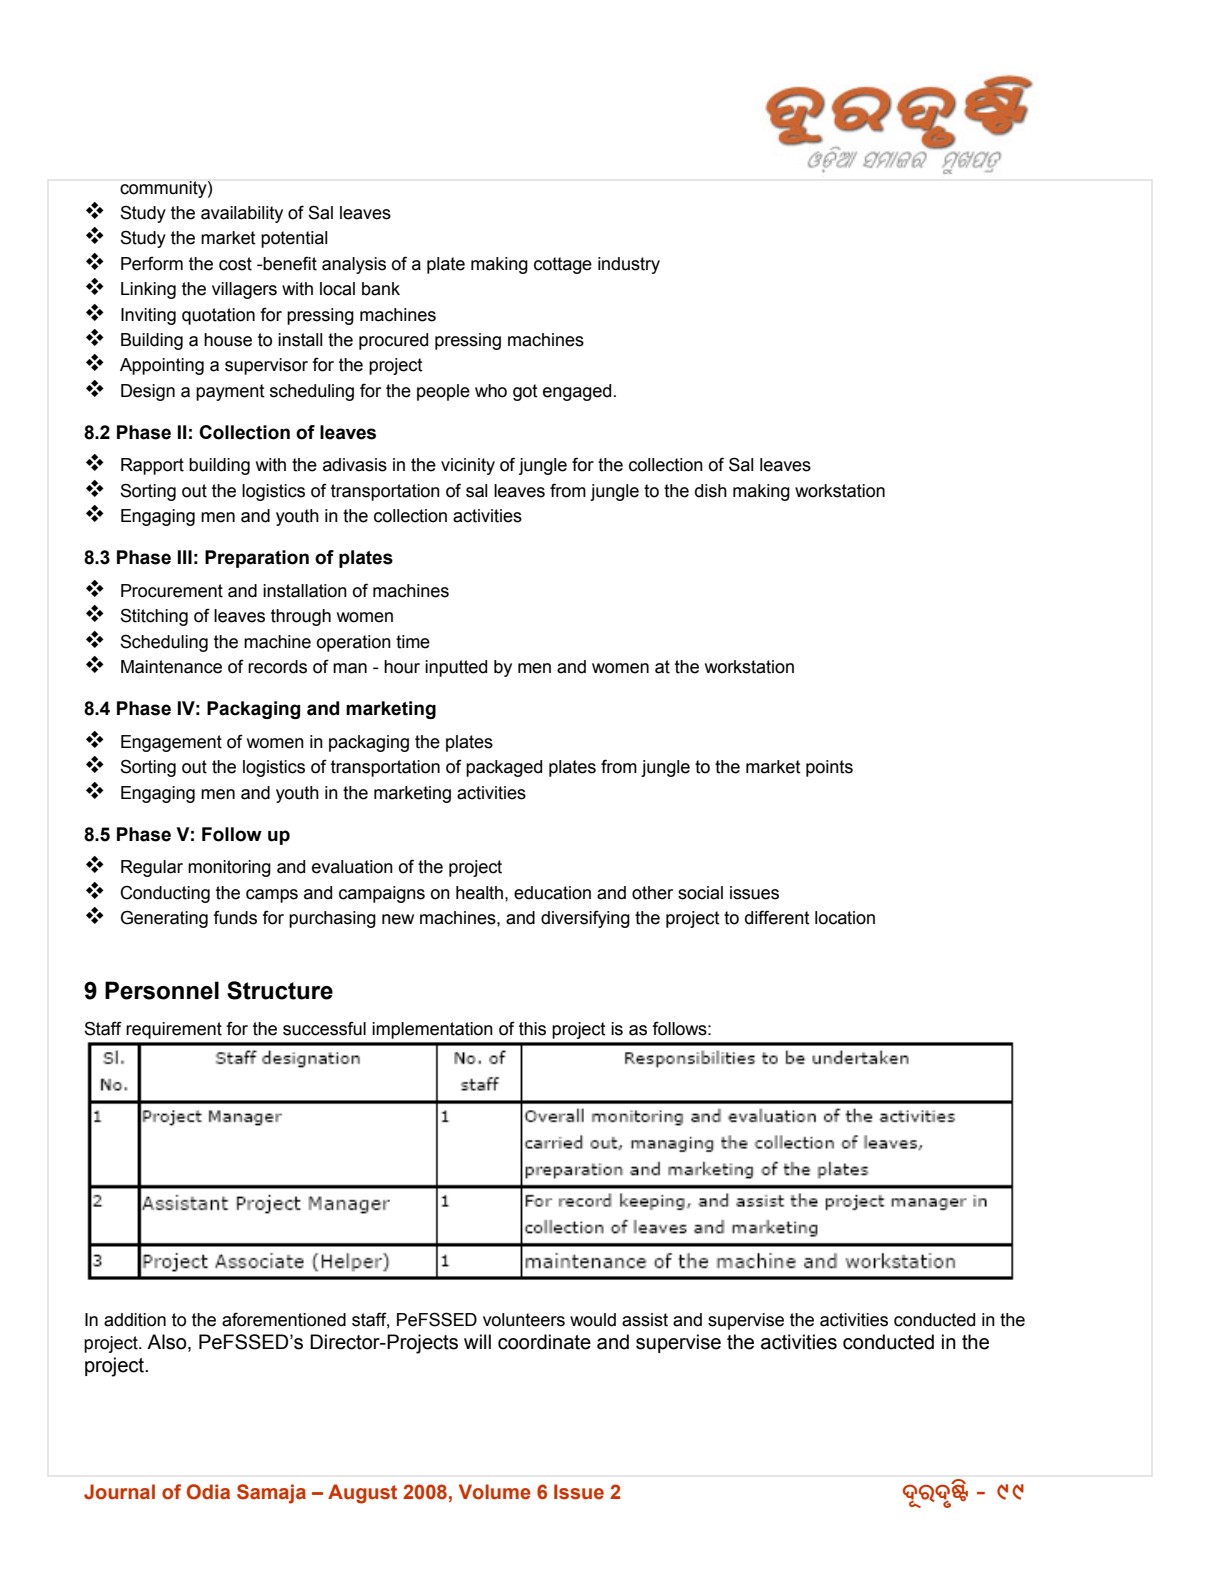 ଦୂରଦୃଷ୍ଟି
ଓଡ଼ିଆ ସମାଜର ମୁଖପତ୍ର
community)
❖ Study the availability of Sal leaves
❖ Study the market potential
❖ Perform the cost -benefit analysis of a plate making cottage industry
❖ Linking the villagers with local bank
❖ Inviting quotation for pressing machines
❖ Building a house to install the procured pressing machines
❖ Appointing a supervisor for the project
❖ Design a payment scheduling for the people who got engaged.
8.2 Phase II: Collection of leaves
❖ Rapport building with the adivasis in the vicinity of jungle for the collection of Sal leaves
❖ Sorting out the logistics of transportation of sal leaves from jungle to the dish making workstation
❖ Engaging men and youth in the collection activities
8.3 Phase III: Preparation of plates
❖ Procurement and installation of machines
❖ Stitching of leaves through women
❖ Scheduling the machine operation time
❖ Maintenance of records of man - hour inputted by men and women at the workstation
8.4 Phase IV: Packaging and marketing
❖ Engagement of women in packaging the plates
❖ Sorting out the logistics of transportation of packaged plates from jungle to the market points
❖ Engaging men and youth in the marketing activities
8.5 Phase V: Follow up
❖ Regular monitoring and evaluation of the project
❖ Conducting the camps and campaigns on health, education and other social issues
❖ Generating funds for purchasing new machines, and diversifying the project to different location
9 Personnel Structure
Staff requirement for the successful implementation of this project is as follows:
Sl. Staff designation No. of Responsibilities to be undertaken
No. staff
1 Project Manager 1 Overall monitoring and evaluation of the activities
carried out, managing the collection of leaves,
preparation and marketing of the plates
2 Assistant Project Manager 1 For record keeping, and assist the project manager in
collection of leaves and marketing
3 Project Associate (Helper) 1 maintenance of the machine and workstation
In addition to the aforementioned staff, PeFSSED volunteers would assist and supervise the activities conducted in the
project. Also, PeFSSED’s Director-Projects will coordinate and supervise the activities conducted in the
project.
Journal of Odia Samaja – August 2008, Volume 6 Issue 2 ଦୂରଦୃଷ୍ଟି - ୯୯